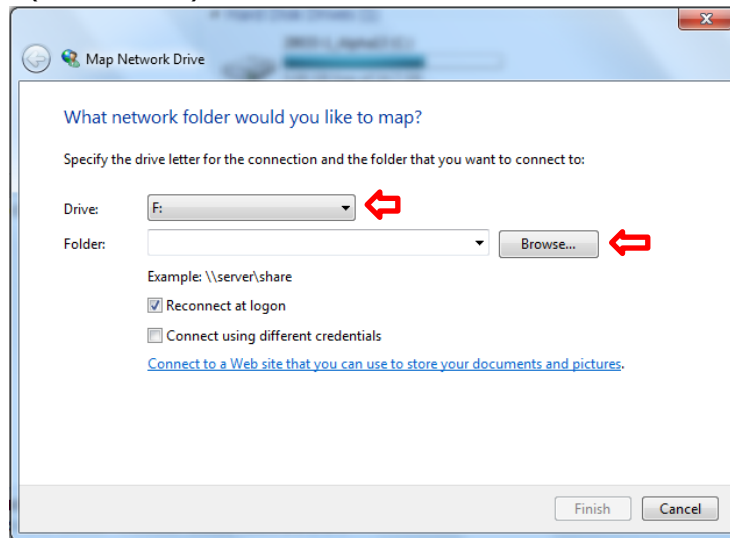 Map Network Drive
What network folder would you like to map?
Specify the drive letter for the connection and the folder that you want to connect to:
Drive: F:
Folder: Browse...
Example: \\server\share
Reconnect at logon
Connect using different credentials
Connect to a Web site that you can use to store your documents and pictures.
Finish Cancel